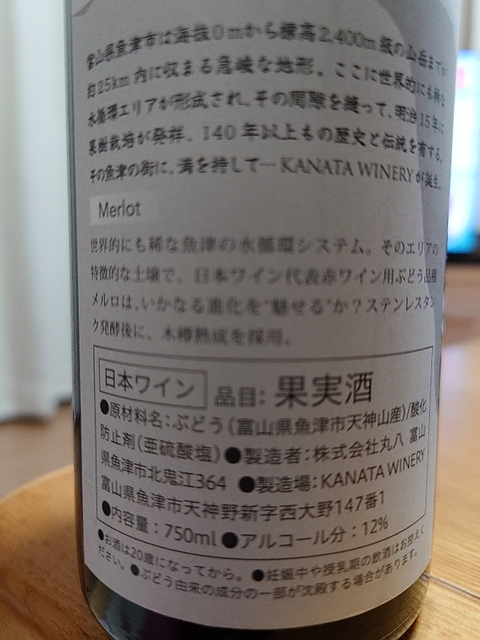 富山県魚津市は海抜0mから標高2,400m級の山岳までが
約25km内に収まる急峻な地形。ここに世界的にも稀な
水循環エリアが形成され、その間隙を縫って、明治15年に
果樹栽培が発祥。140年以上もの歴史と伝統を有する、
その魚津の街に、満を持して… KANATA WINERYが誕生。
Merlot
世界的にも稀な魚津の水循環システム。そのエリアの
特徴的な土壌で、日本ワイン代表赤ワイン用ぶどう品種
メルロは、いかなる進化を"魅せる"か？ステンレスタン
ク発酵後に、木樽熟成を採用。
日本ワイン 品目：果実酒
●原材料名：ぶどう（富山県魚津市天神山産）/酸化
防止剤（亜硫酸塩）●製造者：株式会社丸八 富山
県魚津市北鬼江364 ●製造場：KANATA WINERY
富山県魚津市天神野新字西大野147番1
●内容量：750ml ●アルコール分：12%
●お酒は20歳になってから。●妊娠中や授乳期の飲酒はお控えく
ださい。●ぶどう由来の成分の一部が沈殿する場合があります。